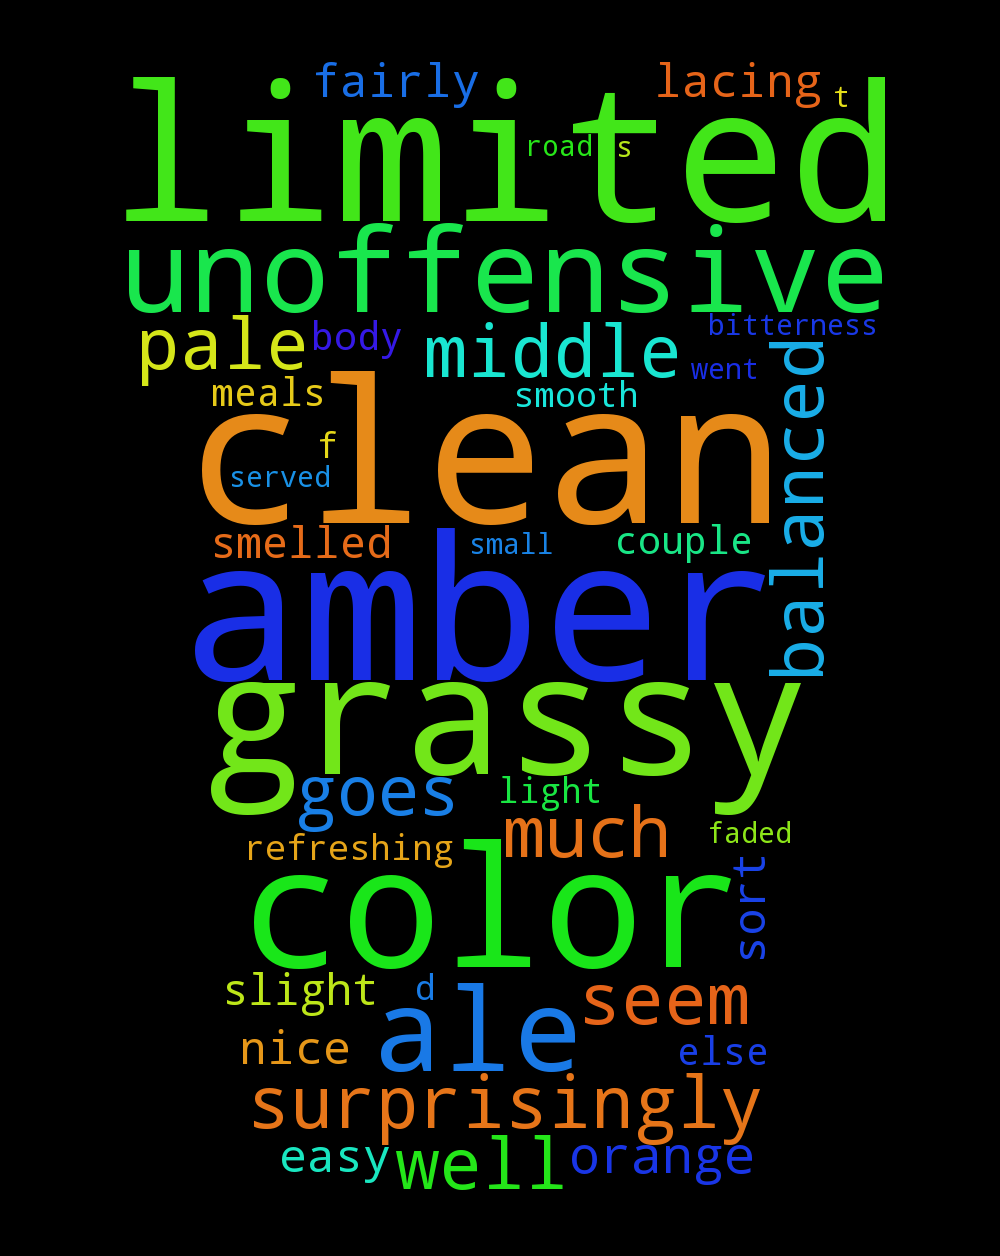 fairly lacing t
limited
road s
unoffensive
pale body middle bitterness
went
meals smooth
balanced
clean
f
served
smelled small couple
amber
grassy
goes light
much faded
refreshing
sort
color
slight d seem
ale
nice else
surprisingly
easy well orange